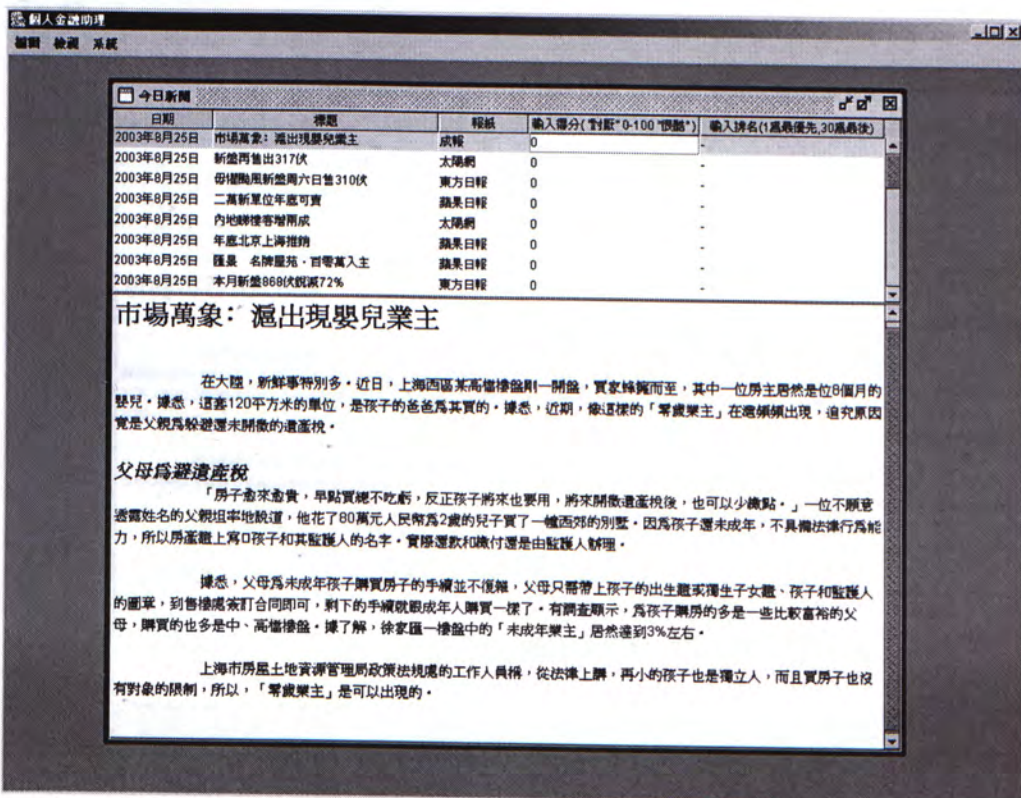 個人金融助理
編輯 檢視 系統
今日新聞
日期 標題 報紙 輸入得分( "討厭" 0-100 "很酷") 輸入排名(1為最優先,30為最後)
2003年8月25日 市場萬象: 滬出現嬰兒業主 成報 0 -
2003年8月25日 新盤再售出317伙 太陽網 0 -
2003年8月25日 毋懼颱風新盤周六日售310伙 東方日報 0 -
2003年8月25日 二萬新單位年底可賣 蘋果日報 0 -
2003年8月25日 內地睇樓客增兩成 太陽網 0 -
2003年8月25日 年底北京上海推銷 蘋果日報 0 -
2003年8月25日 匯景 名牌屋苑.百零萬入主 蘋果日報 0 -
2003年8月25日 本月新盤868伙銳減72% 東方日報 0 -
市場萬象: 滬出現嬰兒業主
在大陸,新鮮事特別多.近日,上海西區某高檔樓盤剛一開盤,買家蜂擁而至,其中一位房主居然是位8個月的
嬰兒.據悉,這套120平方米的單位,是孩子的爸爸為其買的.據悉,近期,像這樣的「零歲業主」在滬頻頻出現,追究原因
竟是父親為躲避還未開徵的遺產稅.
父母為避遺產稅
「房子愈來愈貴,早點買總不吃虧,反正孩子將來也要用,將來開徵遺產稅後,也可以少繳點.」一位不願意
透露姓名的父親坦率地說道,他花了80萬元人民幣為2歲的兒子買了一幢西郊的別墅.因為孩子還未成年,不具備法律行為能
力,所以房產證上寫口孩子和其監護人的名字.實際還款和繳付還是由監護人辦理.
據悉,父母為未成年孩子購買房子的手續並不復雜,父母只需帶上孩子的出生證或獨生子女證、孩子和監護人
的圖章,到售樓處簽訂合同即可,剩下的手續就跟成年人購買一樣了.有調查顯示,為孩子購房的多是一些比較富裕的父
母,購買的也多是中、高檔樓盤.據了解,徐家匯一樓盤中的「未成年業主」居然達到3%左右.
上海市房屋土地資源管理局政策法規處的工作人員稱,從法律上講,再小的孩子也是獨立人,而且買房子也沒
有對象的限制,所以,「零歲業主」是可以出現的.